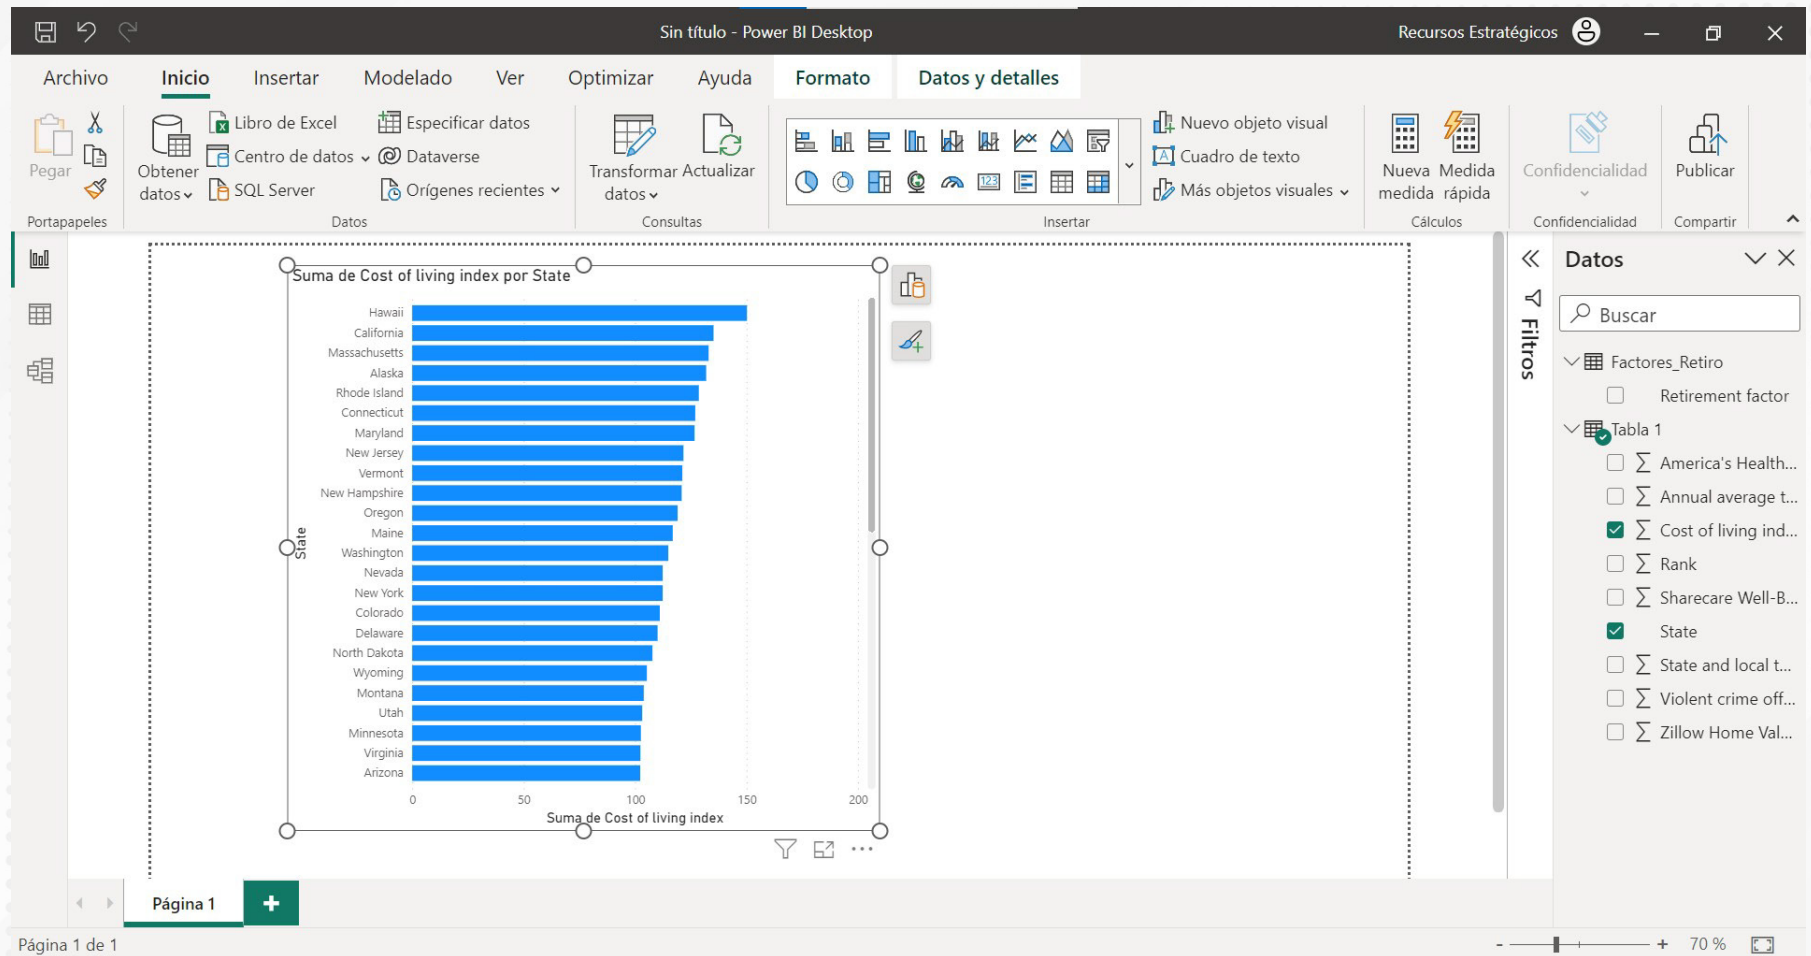 Sin título - Power BI Desktop
Recursos Estratégicos
Archivo Inicio Insertar Modelado Ver Optimizar Ayuda Formato Datos y detalles
Pegar
Portapapeles
Obtener datos
Libro de Excel
Centro de datos
SQL Server
Especificar datos
Dataverse
Orígenes recientes
Datos
Transformar datos
Actualizar
Consultas
123
Nuevo objeto visual
A Cuadro de texto
Más objetos visuales
Insertar
Nueva medida
Medida rápida
Cálculos
Confidencialidad
Confidencialidad
Publicar
Compartir
Suma de Cost of living index por State
State
Hawaii
California
Massachusetts
Alaska
Rhode Island
Connecticut
Maryland
New Jersey
Vermont
New Hampshire
Oregon
Maine
Washington
Nevada
New York
Colorado
Delaware
North Dakota
Wyoming
Montana
Utah
Minnesota
Virginia
Arizona
0 50 100 150 200
Suma de Cost of living index
Filtros
Datos
Buscar
Factores_Retiro
Retirement factor
Tabla 1
∑ America's Health...
∑ Annual average t...
∑ Cost of living ind...
∑ Rank
∑ Sharecare Well-B...
State
∑ State and local t...
∑ Violent crime off...
∑ Zillow Home Val...
Página 1
+
Página 1 de 1
- + 70 %